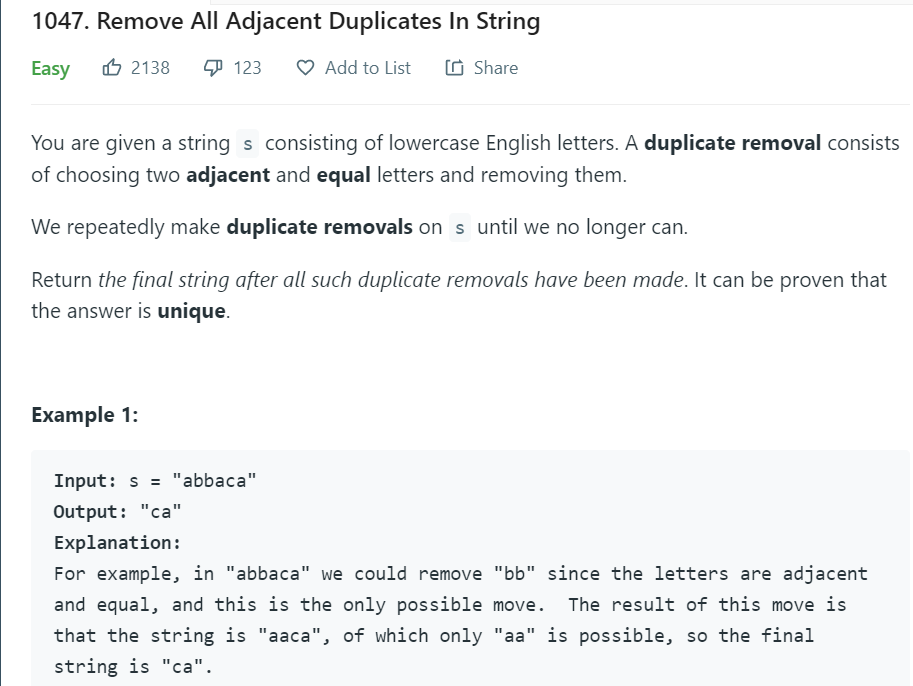 1047. Remove All Adjacent Duplicates In String
Easy 2138 123 Add to List Share
You are given a string s consisting of lowercase English letters. A duplicate removal consists
of choosing two adjacent and equal letters and removing them.
We repeatedly make duplicate removals on s until we no longer can.
Return the final string after all such duplicate removals have been made. It can be proven that
the answer is unique.
Example 1:
Input: s = "abbaca"
Output: "ca"
Explanation:
For example, in "abbaca" we could remove "bb" since the letters are adjacent
and equal, and this is the only possible move.  The result of this move is
that the string is "aaca", of which only "aa" is possible, so the final
string is "ca".